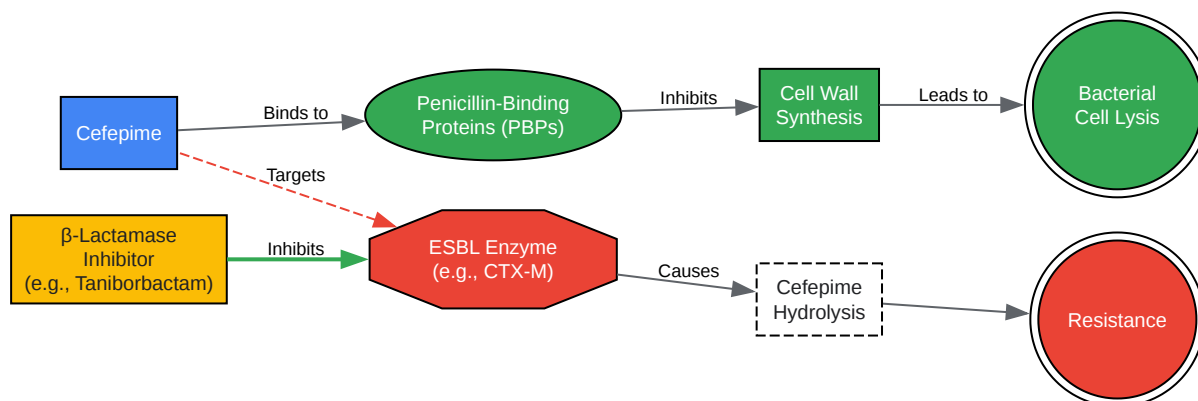 Cefepime
Binds to
Penicillin-Binding
Proteins (PBPs)
Inhibits
Cell Wall
Synthesis
Leads to
Bacterial
Cell Lysis
Targets
β-Lactamase
Inhibitor
(e.g., Taniborbactam)
Inhibits
ESBL Enzyme
(e.g., CTX-M)
Causes
Cefepime
Hydrolysis
Resistance